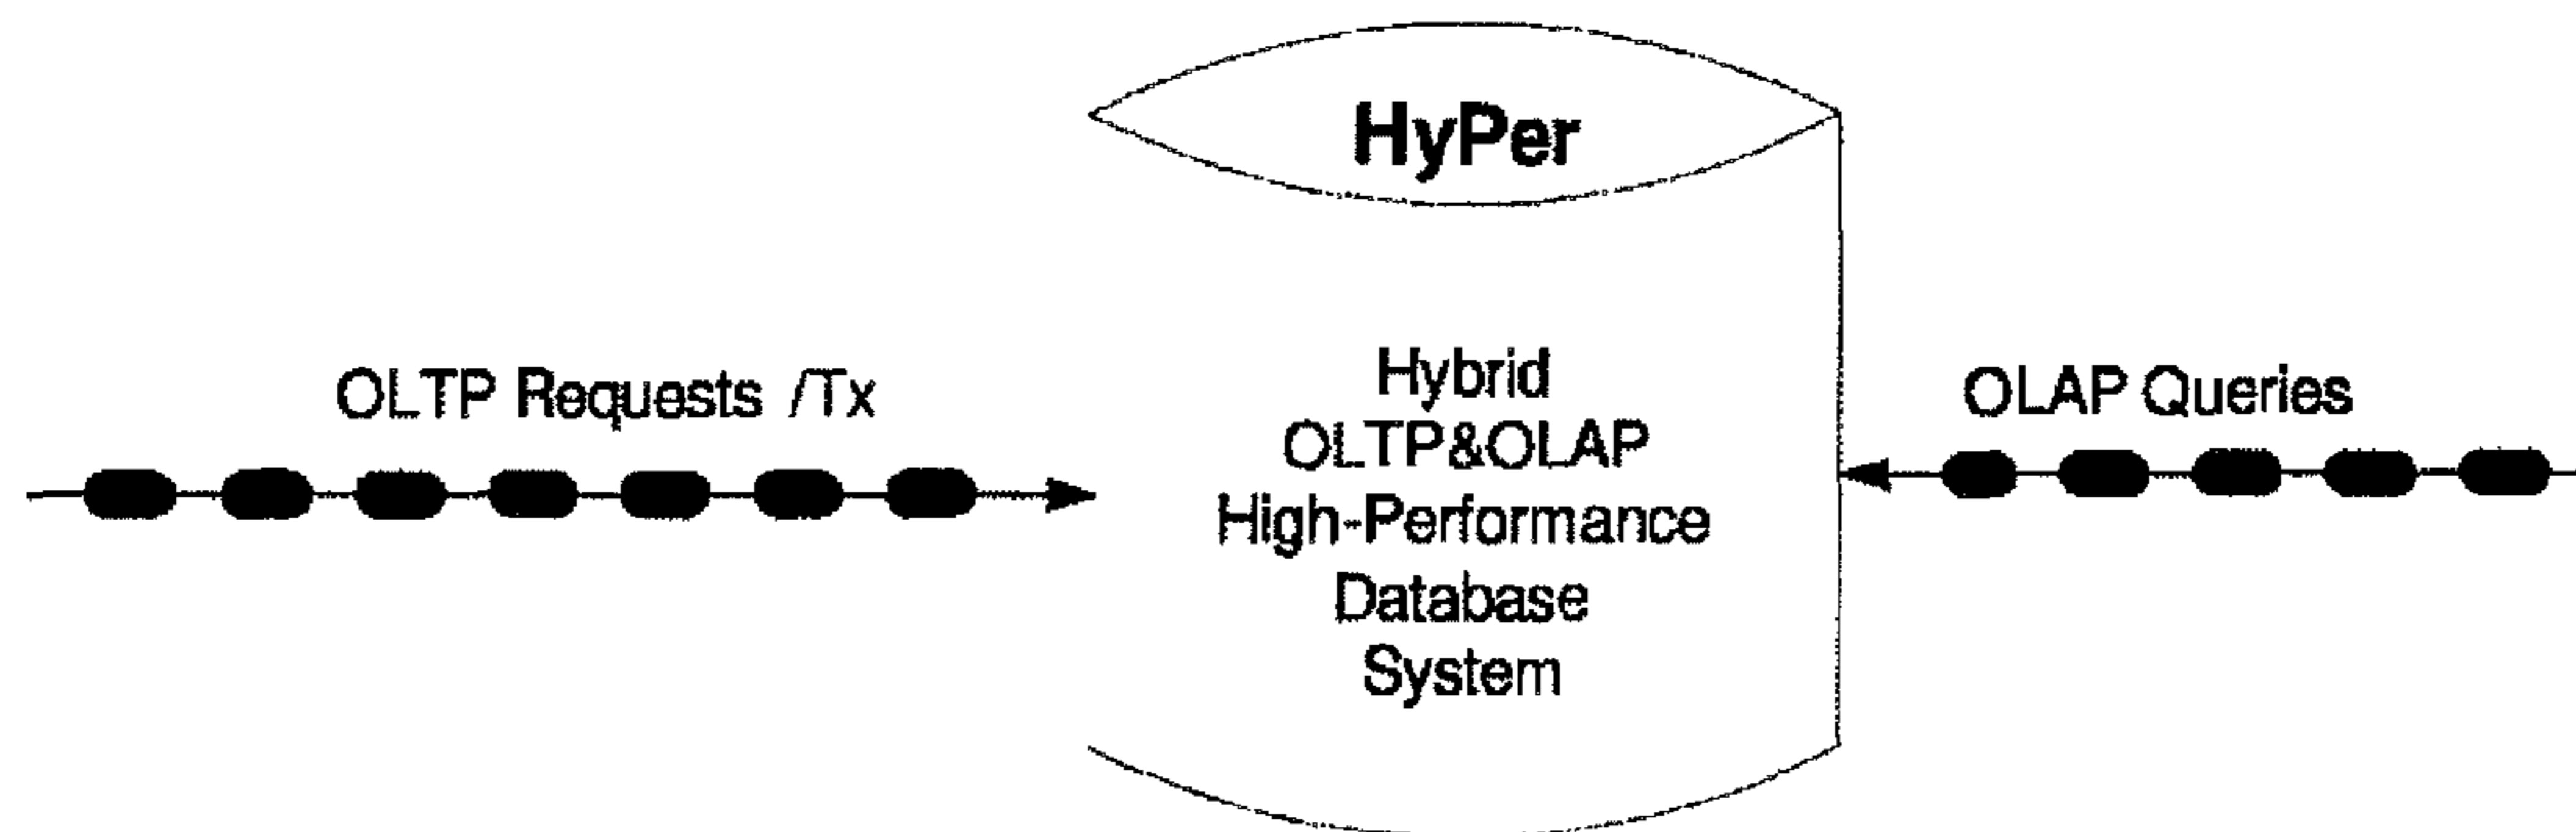 HyPer
OLTP Requests /Tx
Hybrid
OLTP&OLAP
High-Performance
Database
System
OLAP Queries